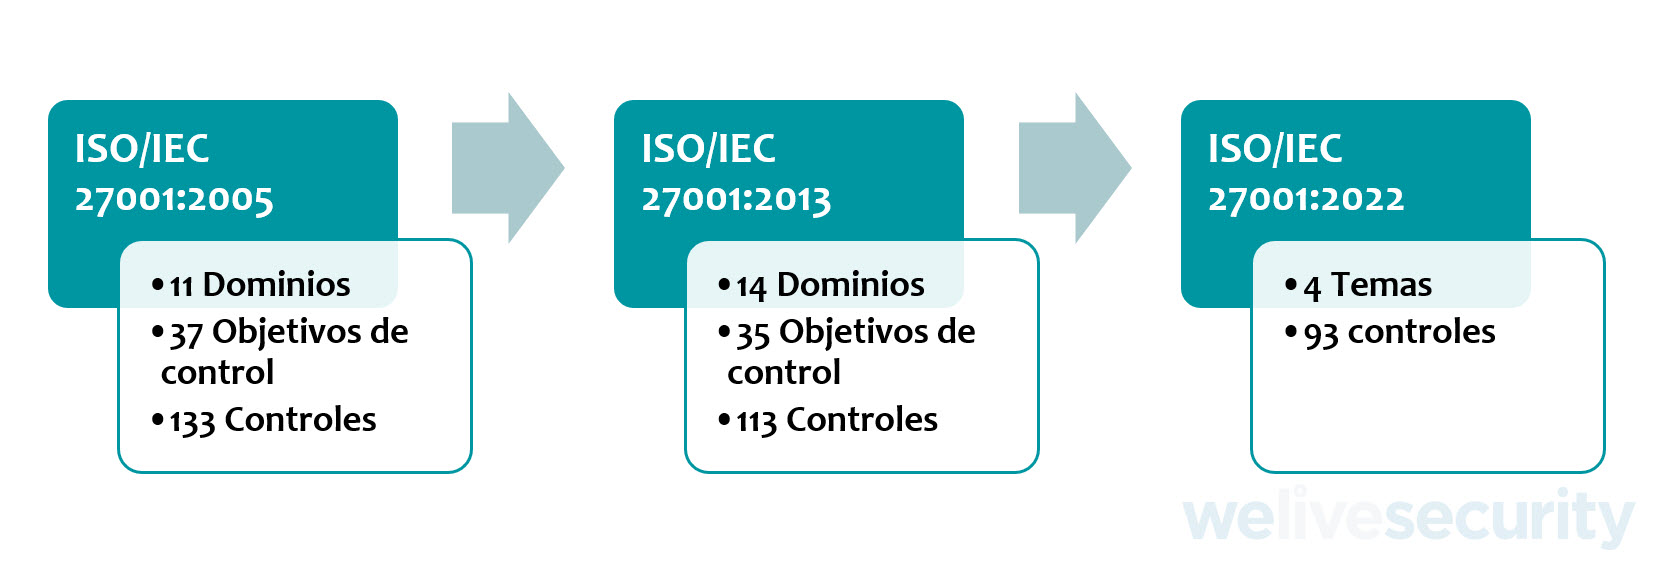 ISO/IEC
27001:2005
•11 Dominios
•37 Objetivos de
control
•133 Controles
ISO/IEC
27001:2013
•14 Dominios
•35 Objetivos de
control
•113 Controles
ISO/IEC
27001:2022
•4 Temas
•93 controles
welivesecurity